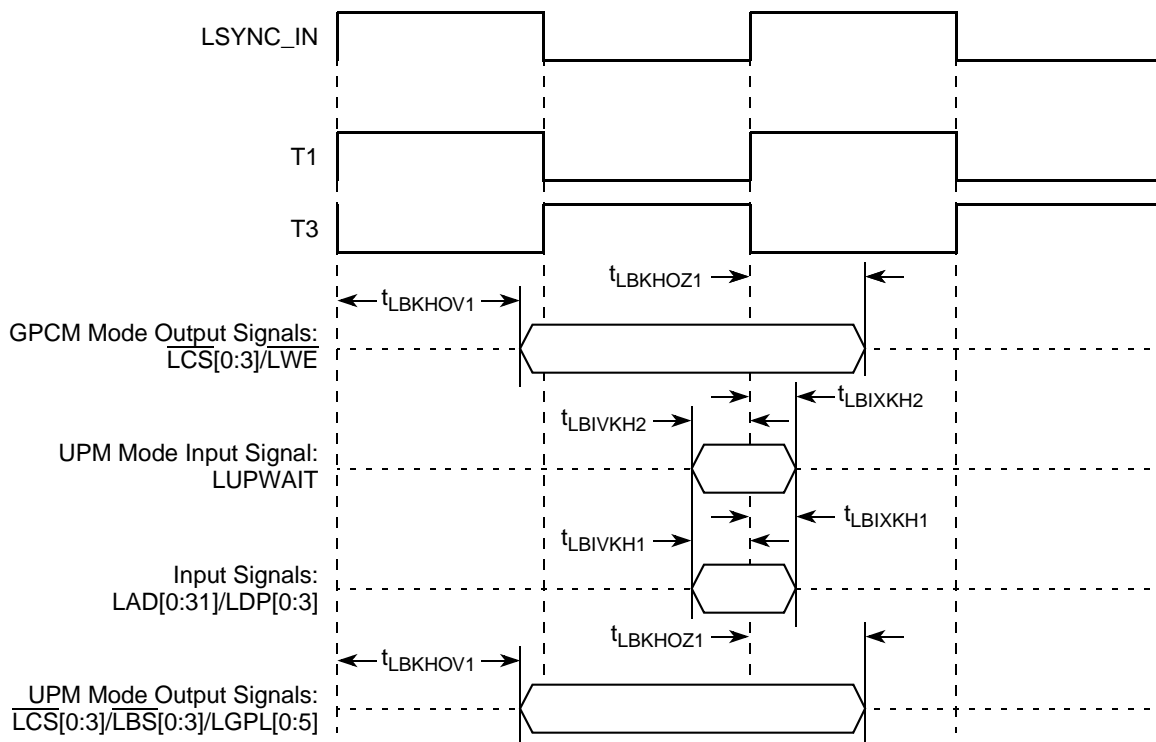 LSYNC_IN
T1
T3
tLBKHOZ1
tLBKHOV1
GPCM Mode Output Signals:
LCS[0:3]/LWE
tLBIXKH2
tLBIVKH2
UPM Mode Input Signal:
LUPWAIT
tLBIXKH1
tLBIVKH1
Input Signals:
LAD[0:31]/LDP[0:3]
tLBKHOZ1
tLBKHOV1
UPM Mode Output Signals:
LCS[0:3]/LBS[0:3]/LGPL[0:5]